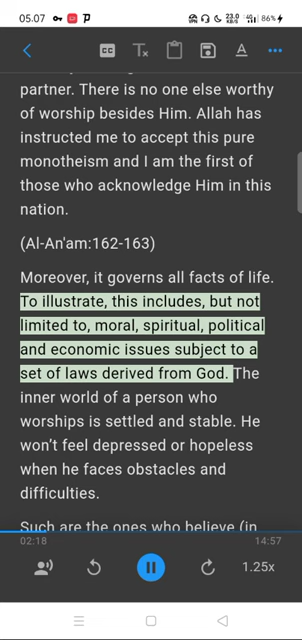 05.07
23.0
KB/S
4G
86%
CC
partner. There is no one else worthy
of worship besides Him. Allah has
instructed me to accept this pure
monotheism and I am the first of
those who acknowledge Him in this
nation.
(Al-An'am:162-163)
Moreover, it governs all facts of life.
To illustrate, this includes, but not
limited to, moral, spiritual, political
and economic issues subject to a
set of laws derived from God. The
inner world of a person who
worships is settled and stable. He
won't feel depressed or hopeless
when he faces obstacles and
difficulties.
Such are the ones who believe (in
02:18
14:57
1.25x